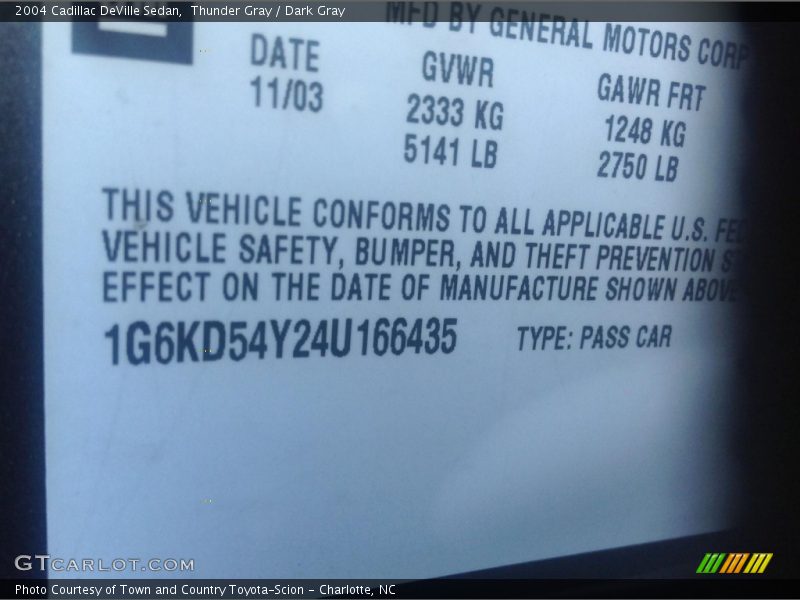 2004 Cadillac DeVille Sedan, Thunder Gray / Dark Gray
MFD BY GENERAL MOTORS CORP
DATE GVWR GAWR FRT
11/03 2333 KG 1248 KG
5141 LB 2750 LB
THIS VEHICLE CONFORMS TO ALL APPLICABLE U.S.
VEHICLE SAFETY, BUMPER, AND THEFT PREVENTION
EFFECT ON THE DATE OF MANUFACTURE SHOWN ABOVE
1G6KD54Y24U166435 TYPE: PASS CAR
GTCARLOT.COM
Photo Courtesy of Town and Country Toyota-Scion - Charlotte, NC